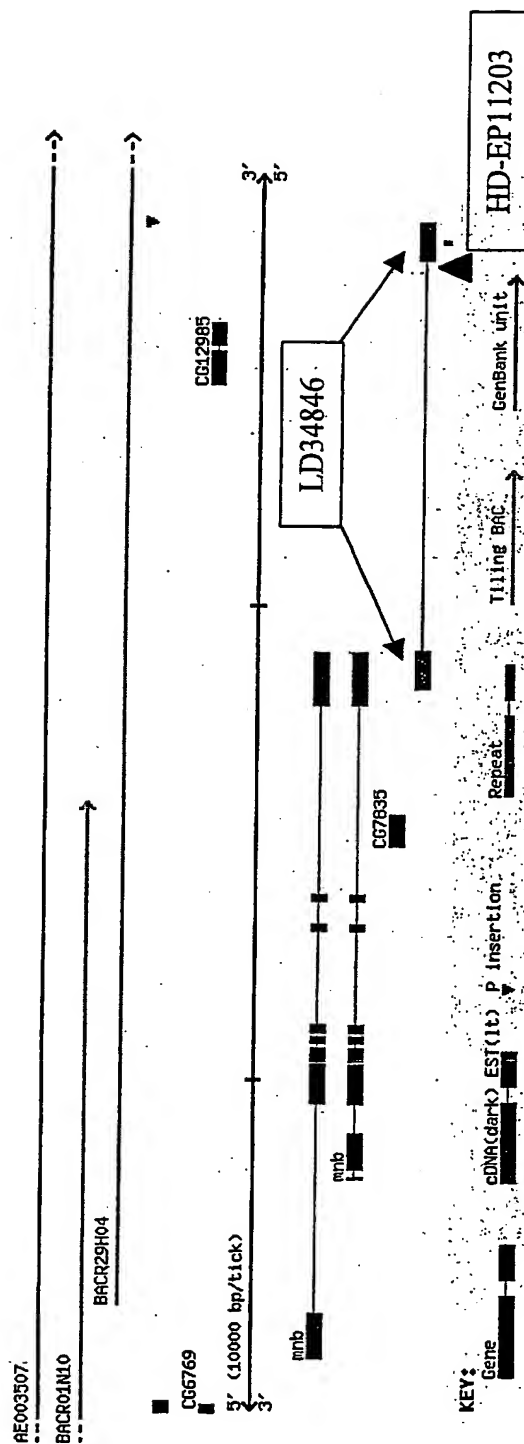 AE003507
BACR01N10
BACR29H04
CG6769
CG12985
5' (10000 bp/tick) 3'
3' 5'
mnb
mnb
CG7835
LD34846
HD-EP11203
KEY:
Gene cDNA(dark) EST(lt) P insertion Repeat Tiling BAC GenBank unit